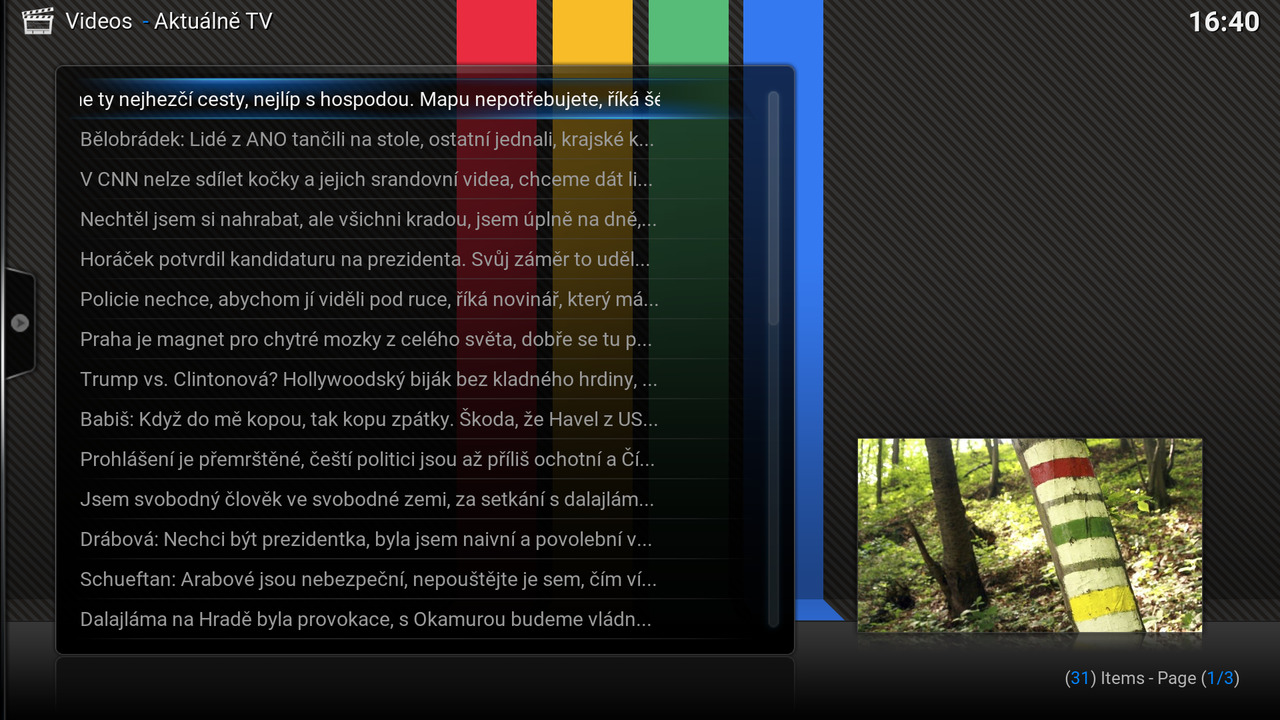 Videos - Aktuálně TV
16:40
ty nejhezčí cesty, nejlíp s hospodou. Mapu nepotřebujete, říká
Bělobrádek: Lidé z ANO tančili na stole, ostatní jednali, krajské k...
V CNN nelze sdílet kočky a jejich srandovní videa, chceme dát li...
Nechtěl jsem si nahrabat, ale všichni kradou, jsem úplně na dně,...
Horáček potvrdil kandidaturu na prezidenta. Svůj záměr to uděl...
Policie nechce, abychom jí viděli pod ruce, říká novinář, který má...
Praha je magnet pro chytré mozky z celého světa, dobře se tu p...
Trump vs. Clintonová? Hollywoodský biják bez kladného hrdiny, ...
Babiš: Když do mě kopou, tak kopu zpátky. Škoda, že Havel z US...
Prohlášení je přemrštěné, čeští politici jsou až příliš ochotní a Čí...
Jsem svobodný člověk ve svobodné zemi, za setkání s dalajlám...
Drábová: Nechci být prezidentka, byla jsem naivní a povolební v...
Schueftan: Arabové jsou nebezpeční, nepouštějte je sem, čím ví...
Dalajláma na Hradě byla provokace, s Okamurou budeme vládn...
(31) Items - Page (1/3)